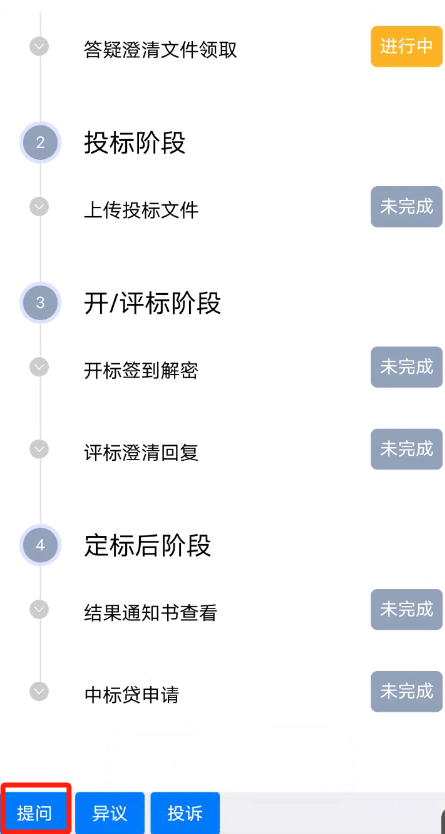 答疑澄清文件领取 进行中
2 投标阶段
上传投标文件 未完成
3 开/评标阶段
开标签到解密 未完成
评标澄清回复 未完成
4 定标后阶段
结果通知书查看 未完成
中标贷申请 未完成
提问 异议 投诉